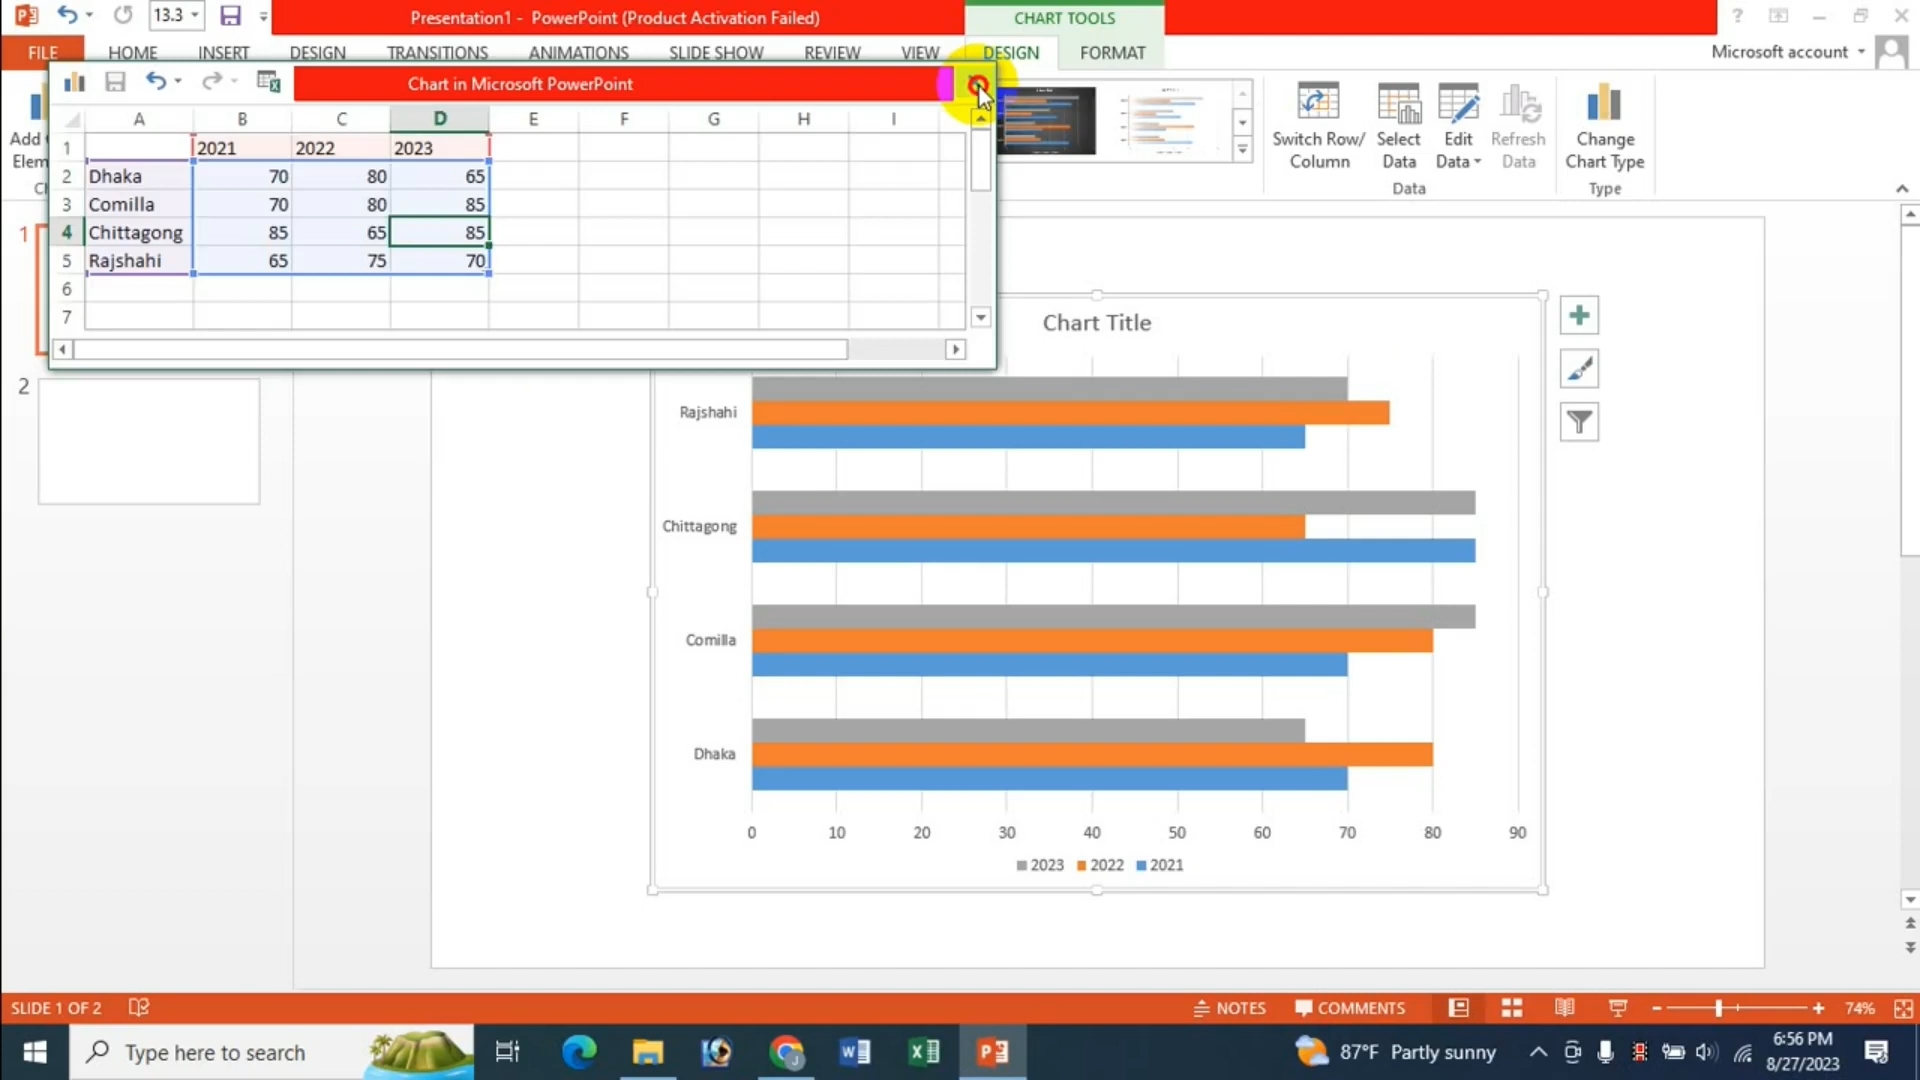 13.3
Presentation1 - PowerPoint (Product Activation Failed)
CHART TOOLS
?
FILE HOME INSERT DESIGN TRANSITIONS ANIMATIONS SLIDE SHOW REVIEW VIEW DESIGN FORMAT
Microsoft account
Chart in Microsoft PowerPoint
Add
Elem
Switch Row/
Column
Select
Data
Edit
Data
Refresh
Data
Change
Chart Type
Data
Type
A B C D E F G H I
1 2021 2022 2023
2 Dhaka 70 80 65
3 Comilla 70 80 85
4 Chittagong 85 65 85
5 Rajshahi 65 75 70
6
7
1
2
Chart Title
Rajshahi
Chittagong
Comilla
Dhaka
0 10 20 30 40 50 60 70 80 90
2023 2022 2021
SLIDE 1 OF 2
NOTES
COMMENTS
74%
Type here to search
87°F Partly sunny
6:56 PM
8/27/2023